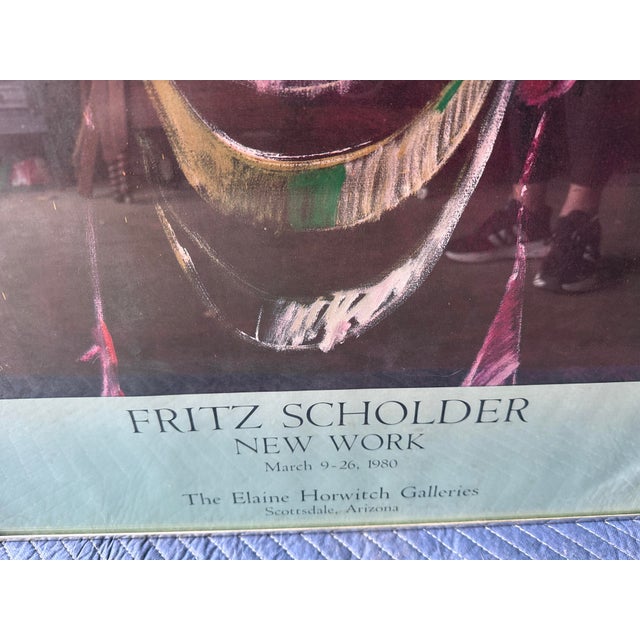 FRITZ SCHOLDER
NEW WORK
March 9-26, 1980
The Elaine Horwitch Galleries
Scottsdale, Arizona